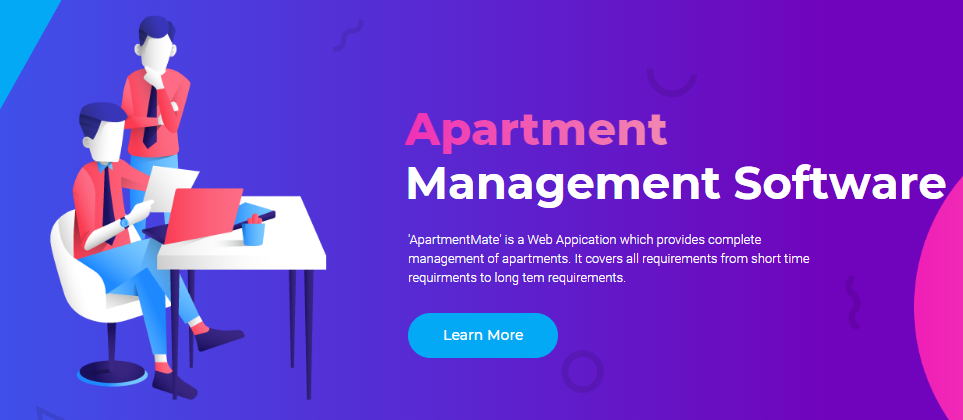 Apartment
Management Software
'ApartmentMate' is a Web Appication which provides complete
management of apartments. It covers all requirements from short time
requirments to long tem requirements.
Learn More